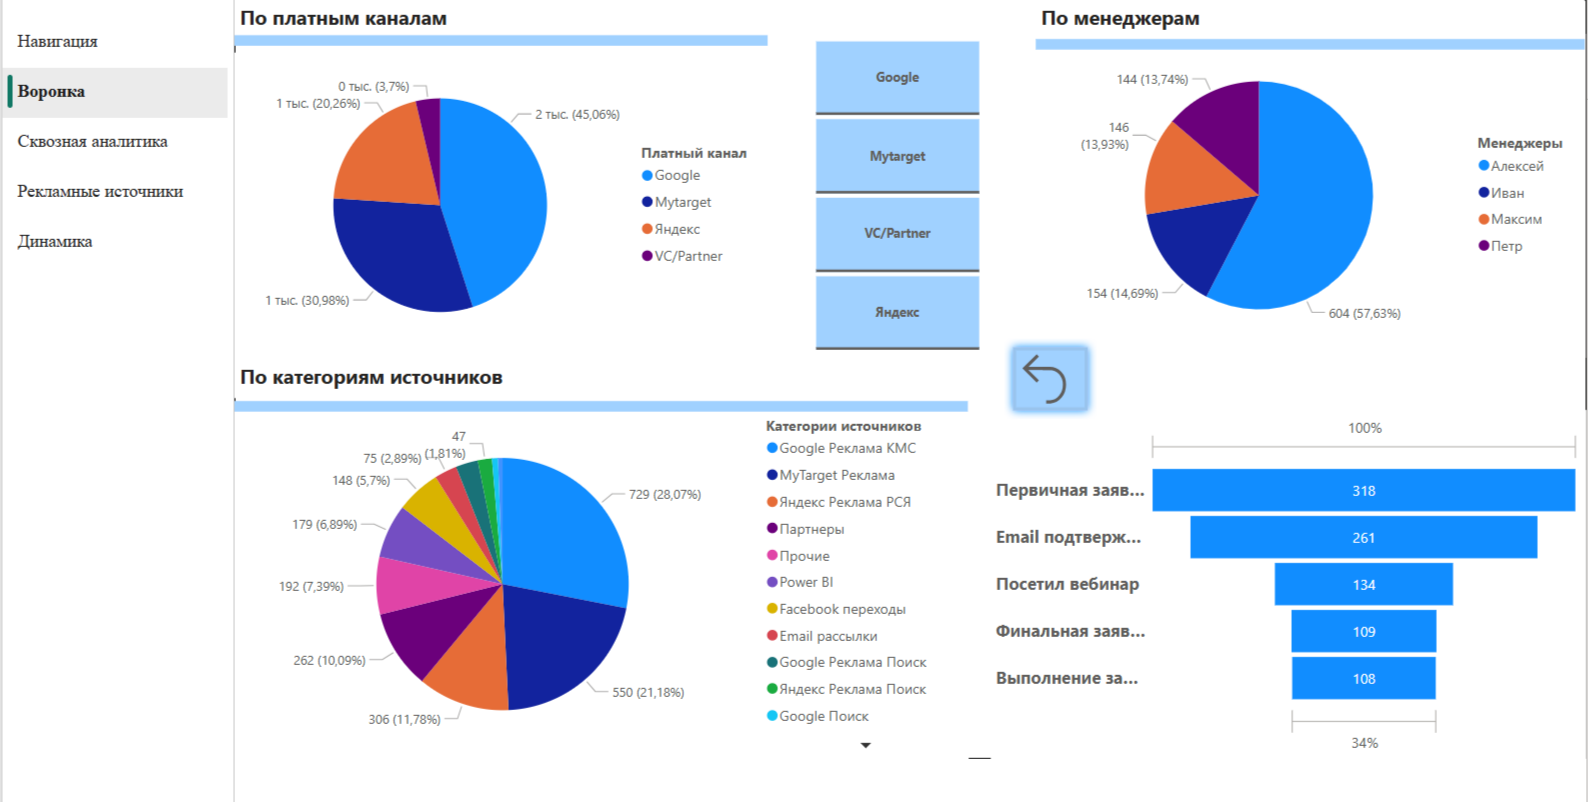 Навигация
Воронка
Сквозная аналитика
Рекламные источники
Динамика
По платным каналам
0 тыс. (3,7%)
1 тыс. (20,26%)
2 тыс. (45,06%)
1 тыс. (30,98%)
Платный канал
Google
Mytarget
Яндекс
VC/Partner
Google
Mytarget
VC/Partner
Яндекс
По менеджерам
144 (13,74%)
146
(13,93%)
154 (14,69%)
604 (57,63%)
Менеджеры
Алексей
Иван
Максим
Петр
По категориям источников
47
(1,81%)
75 (2,89%)
148 (5,7%)
179 (6,89%)
192 (7,39%)
262 (10,09%)
306 (11,78%)
550 (21,18%)
729 (28,07%)
Категории источников
Google Реклама КМС
MyTarget Реклама
Яндекс Реклама РСЯ
Партнеры
Прочие
Power BI
Facebook переходы
Email рассылки
Google Реклама Поиск
Яндекс Реклама Поиск
Google Поиск
100%
Первичная заяв... 318
Email подтверж... 261
Посетил вебинар 134
Финальная заяв... 109
Выполнение за... 108
34%